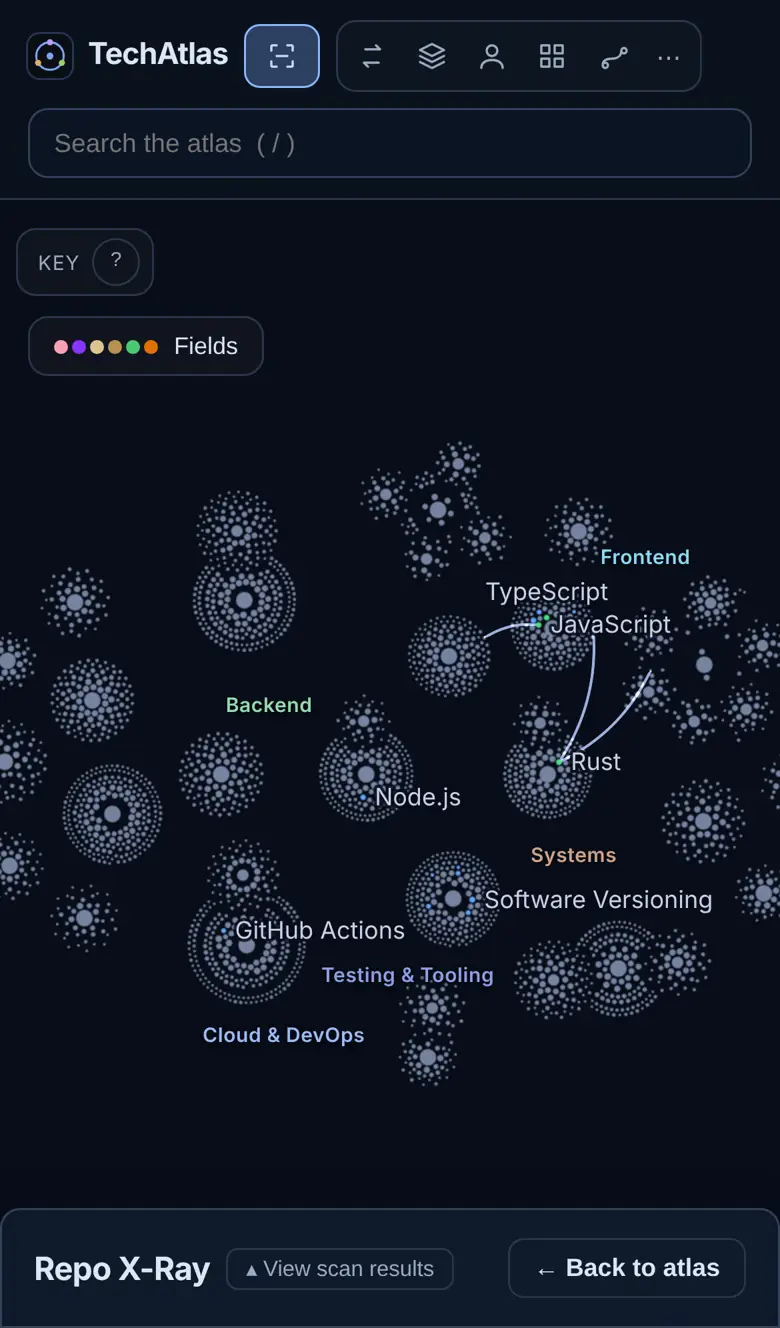 TechAtlas
...
Search the atlas ( / )
KEY ?
Fields
Frontend
TypeScript
JavaScript
Backend
Rust
Node.js
Systems
Software Versioning
GitHub Actions
Testing & Tooling
Cloud & DevOps
Repo X-Ray
▲ View scan results
← Back to atlas